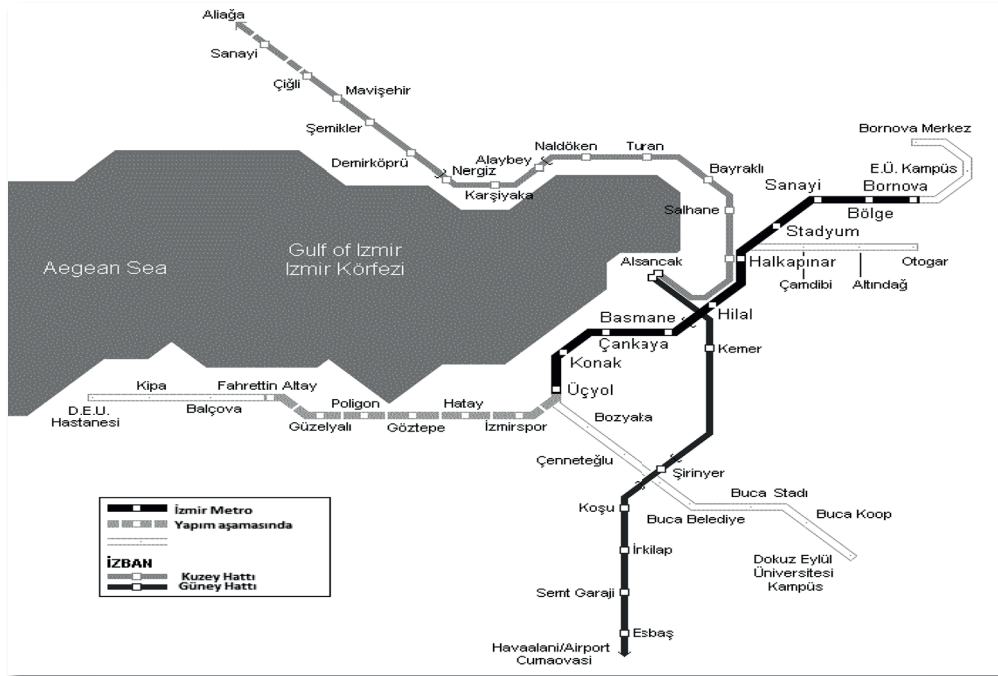 Aliağa
Sanayi
Çiğli
Mavişehir
Şemikler
Demirköprü
Nergiz
Karşiyaka
Alaybey
Naldöken
Turan
Bayraklı
Salhane
Bornova Merkez
E.Ü. Kampüs
Sanayi
Bornova
Bölge
Stadyum
Halkapınar
Otogar
Çamdibi
Altındağ
Alsancak
Aegean Sea
Gulf of Izmir
Izmir Körfezi
Hilal
Basmane
Çankaya
Kemer
Konak
Üçyol
Kipa
Fahrettin Altay
D.E.U.
Hastanesi
Balçova
Poligon
Güzelyalı
Göztepe
Hatay
İzmirspor
Bozyaka
Çenneteğlu
Şirinyer
Koşu
Buca Belediye
Buca Stadı
Buca Koop
Dokuz Eylül
Üniversitesi
Kampüs
İrkilap
Semt Garaji
Esbaş
Havaalani/Airport
Cumaovasi
İzmir Metro
Yapım aşamasında
İZBAN
Kuzey Hattı
Güney Hattı